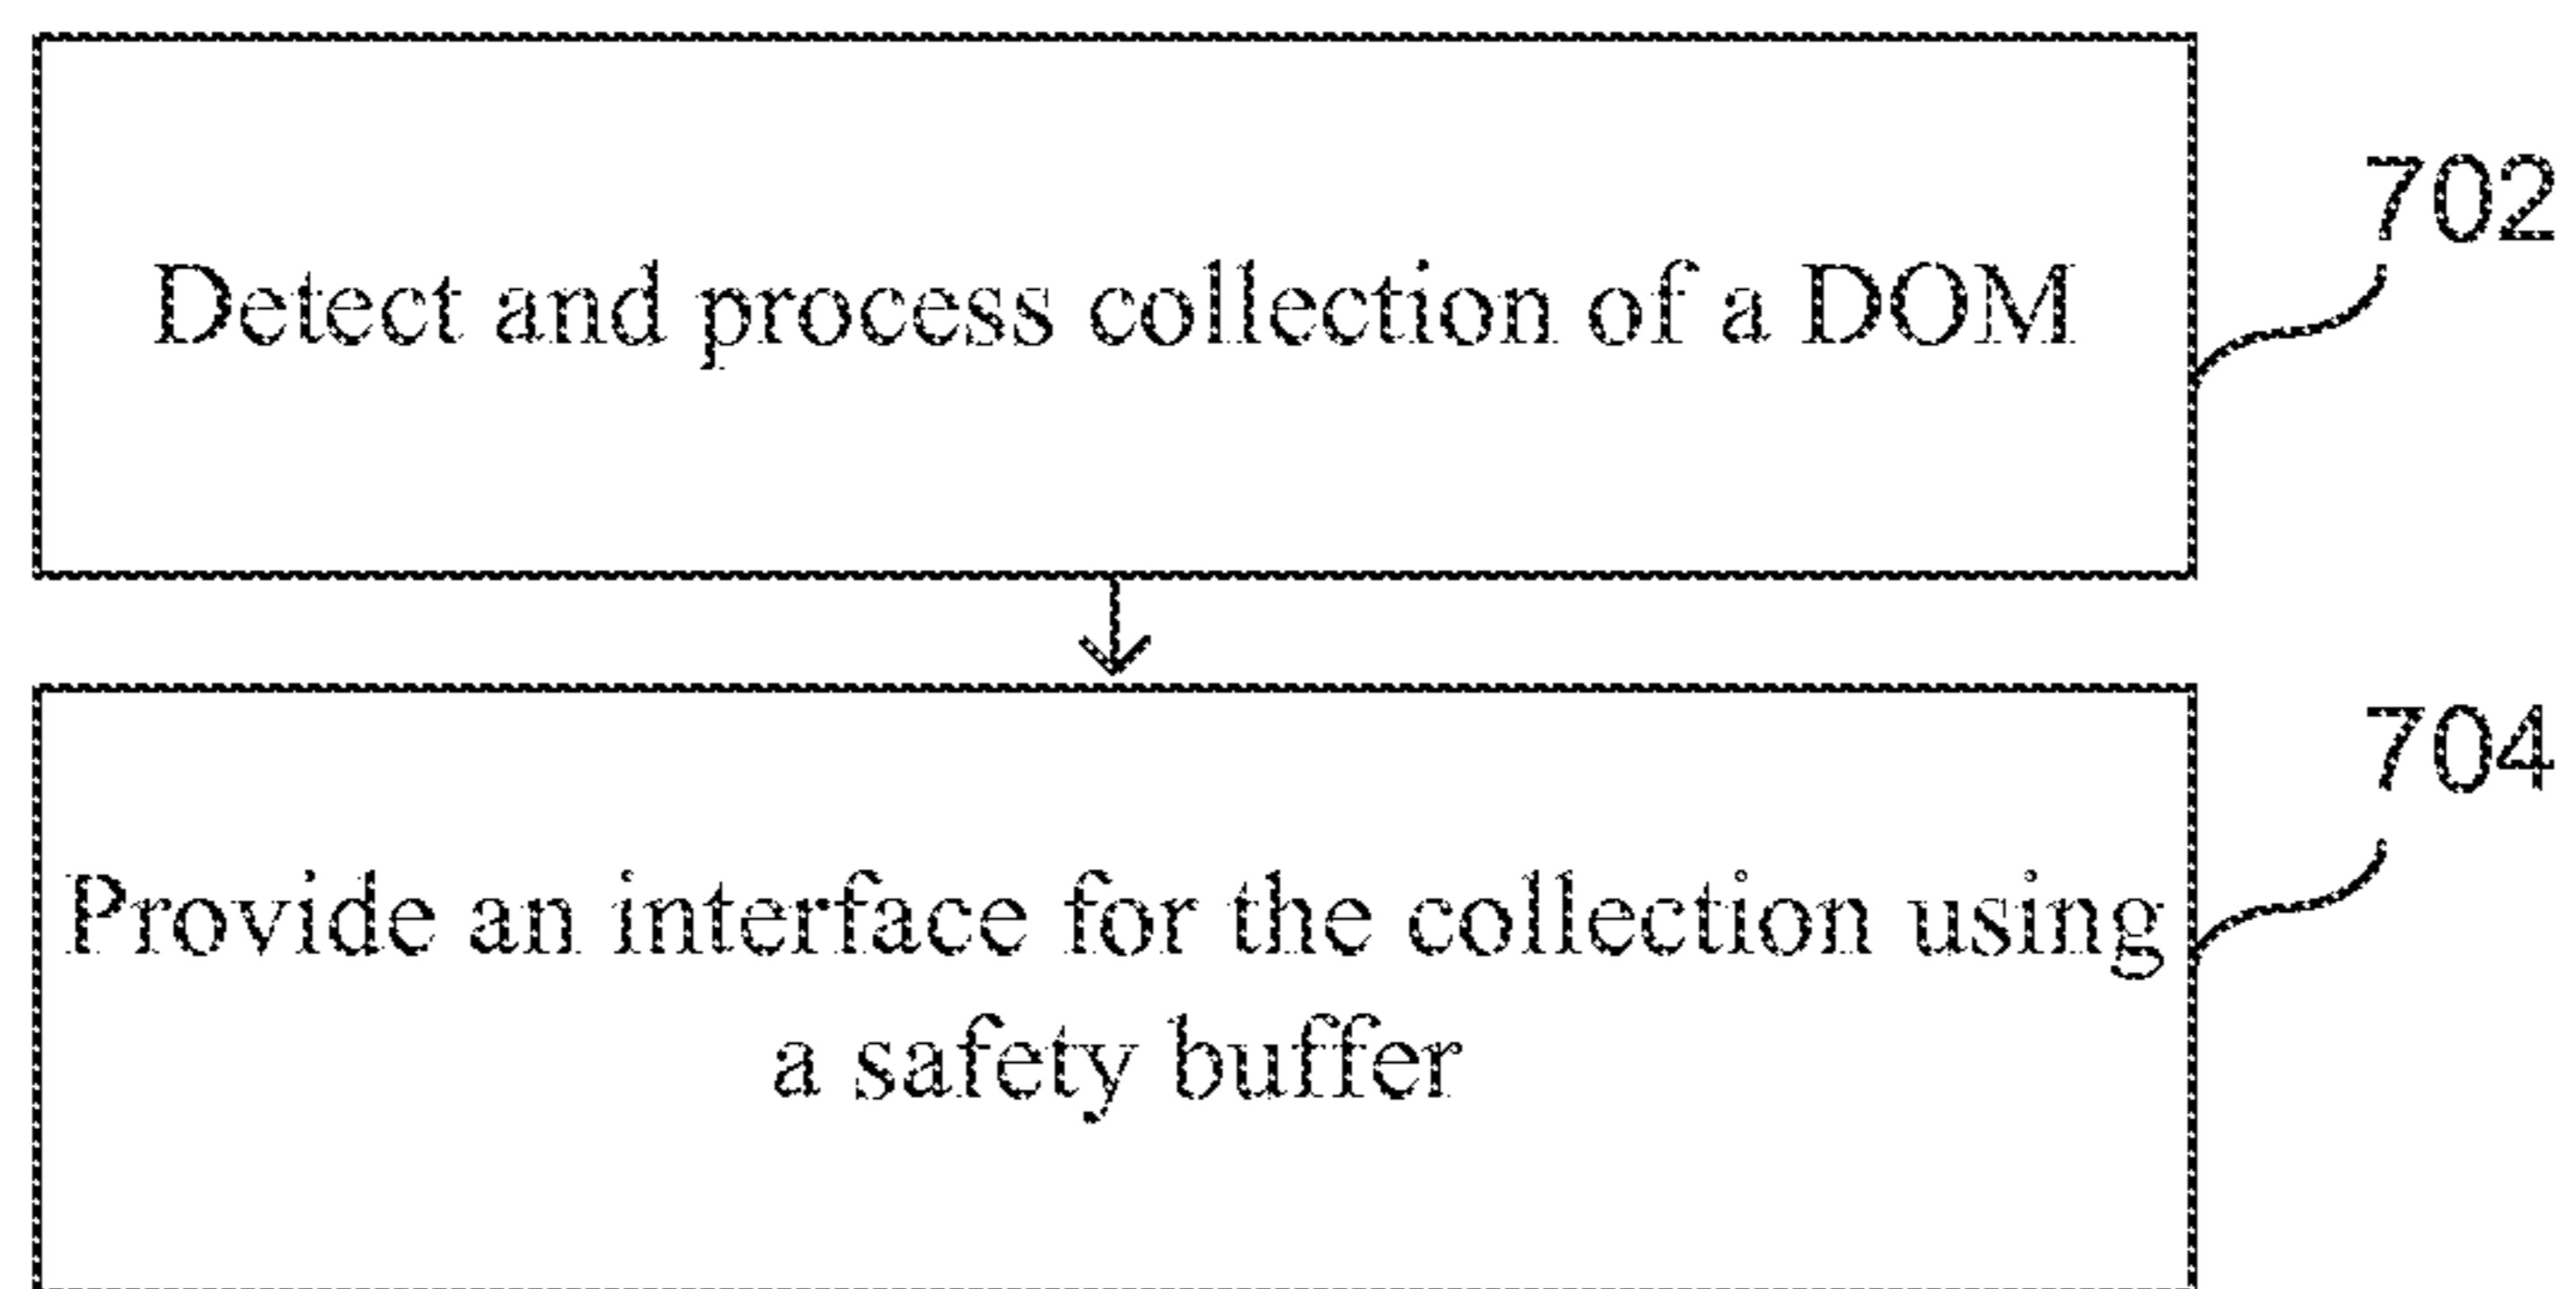 Detect and process collection of a DOM
702
Provide an interface for the collection using
a safety buffer
704